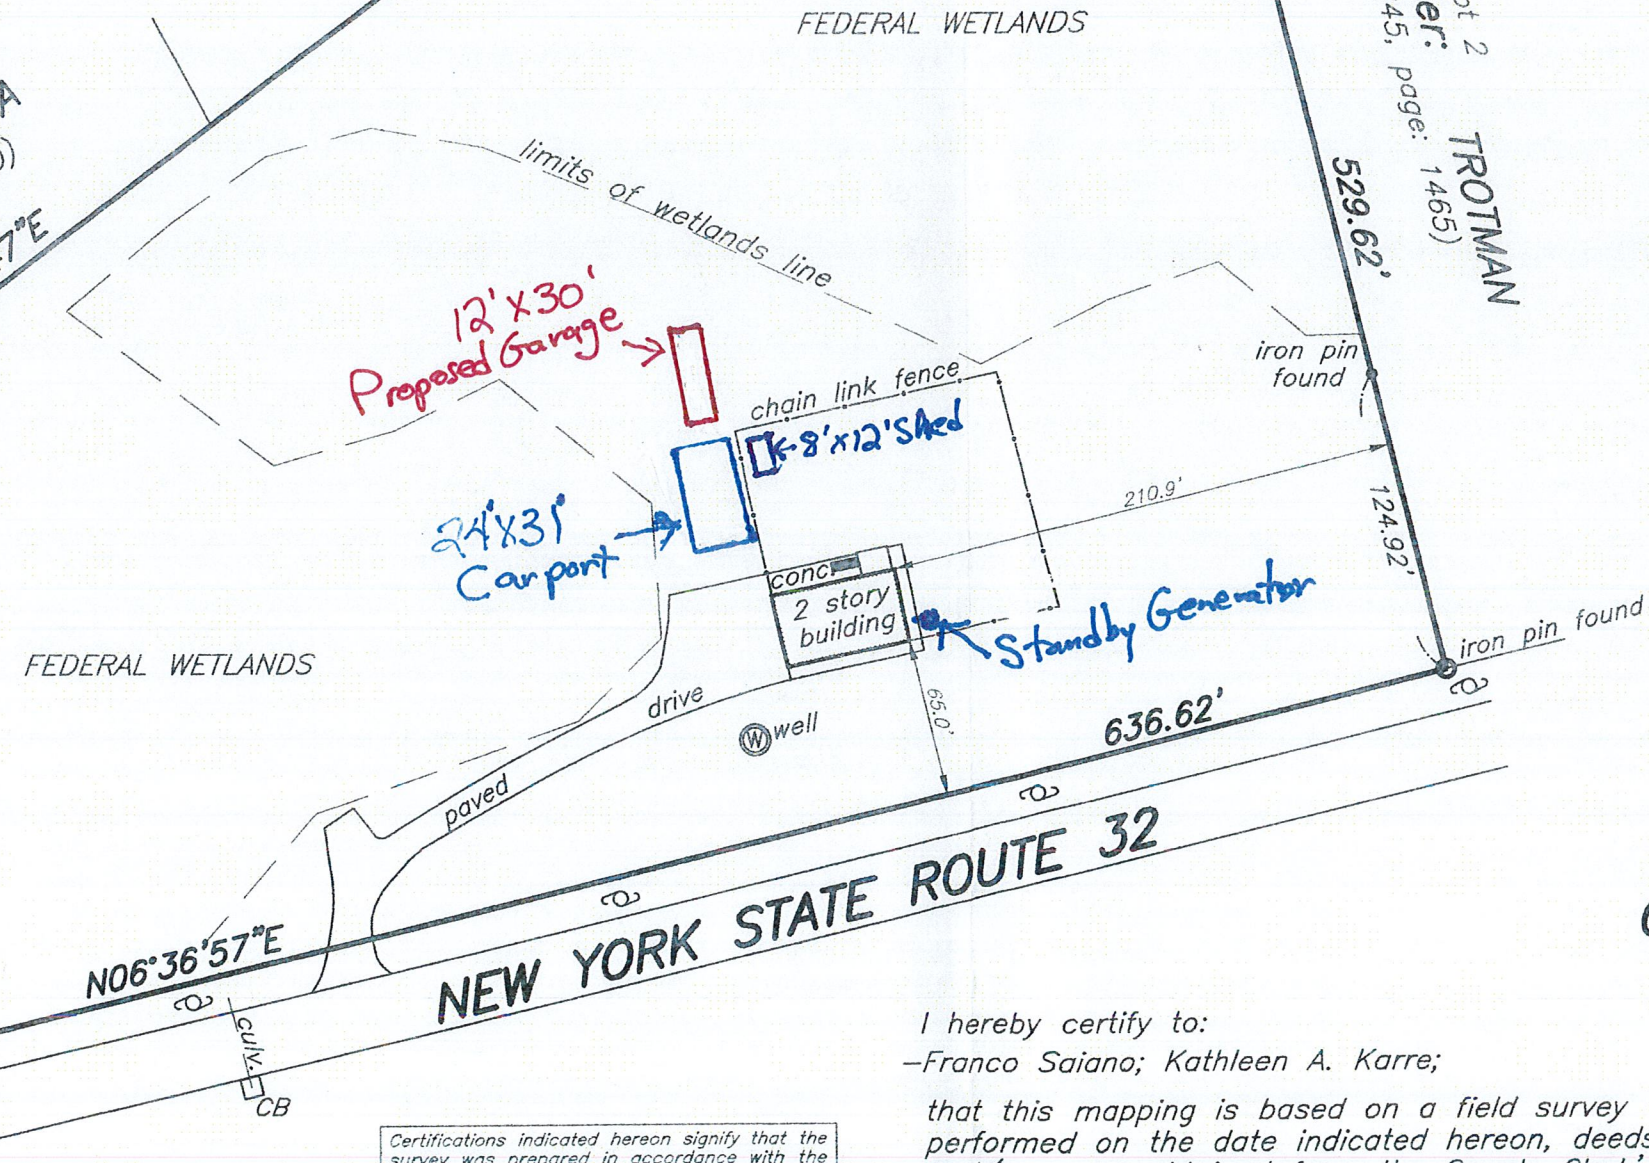 FEDERAL WETLANDS
ot 2
er:
45, page: 1465)
TROTMAN
A
7"E
limits of wetlands line
529.62'
12'X30'
Proposed Garage
iron pin
found
chain link fence
8'x12' Shed
24'X31'
Carport
210.9'
124.92'
conc.
2 story
building
Standby Generator
iron pin found
FEDERAL WETLANDS
drive
W well
65.0'
636.62'
paved
NEW YORK STATE ROUTE 32
N06°36'57"E
culv.
CB
I hereby certify to:
-Franco Saiano; Kathleen A. Karre;
that this mapping is based on a field survey
performed on the date indicated hereon, deeds
Certifications indicated hereon signify that the
survey was prepared in accordance with the